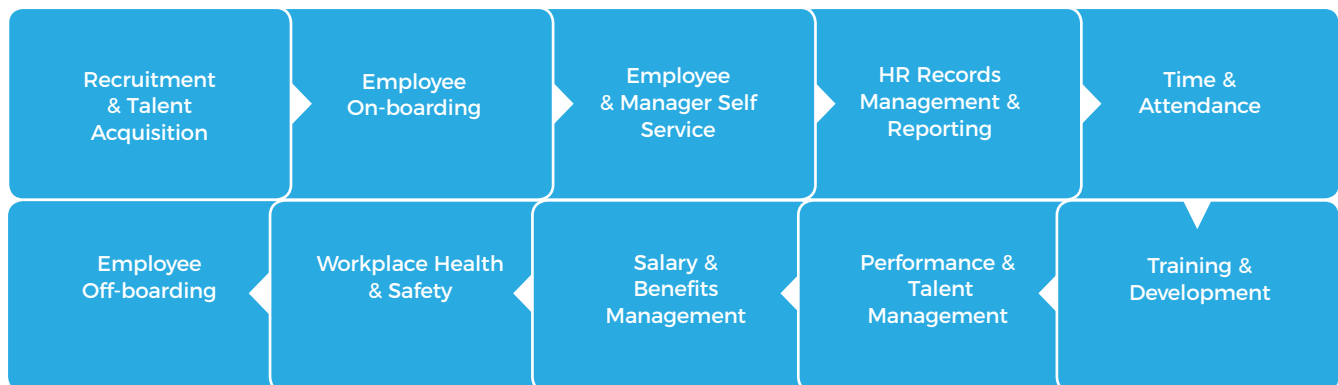 Recruitment
& Talent
Acquisition
Employee
On-boarding
Employee
& Manager Self
Service
HR Records
Management &
Reporting
Time &
Attendance
Training &
Development
Performance &
Talent
Management
Salary &
Benefits
Management
Workplace Health
& Safety
Employee
Off-boarding